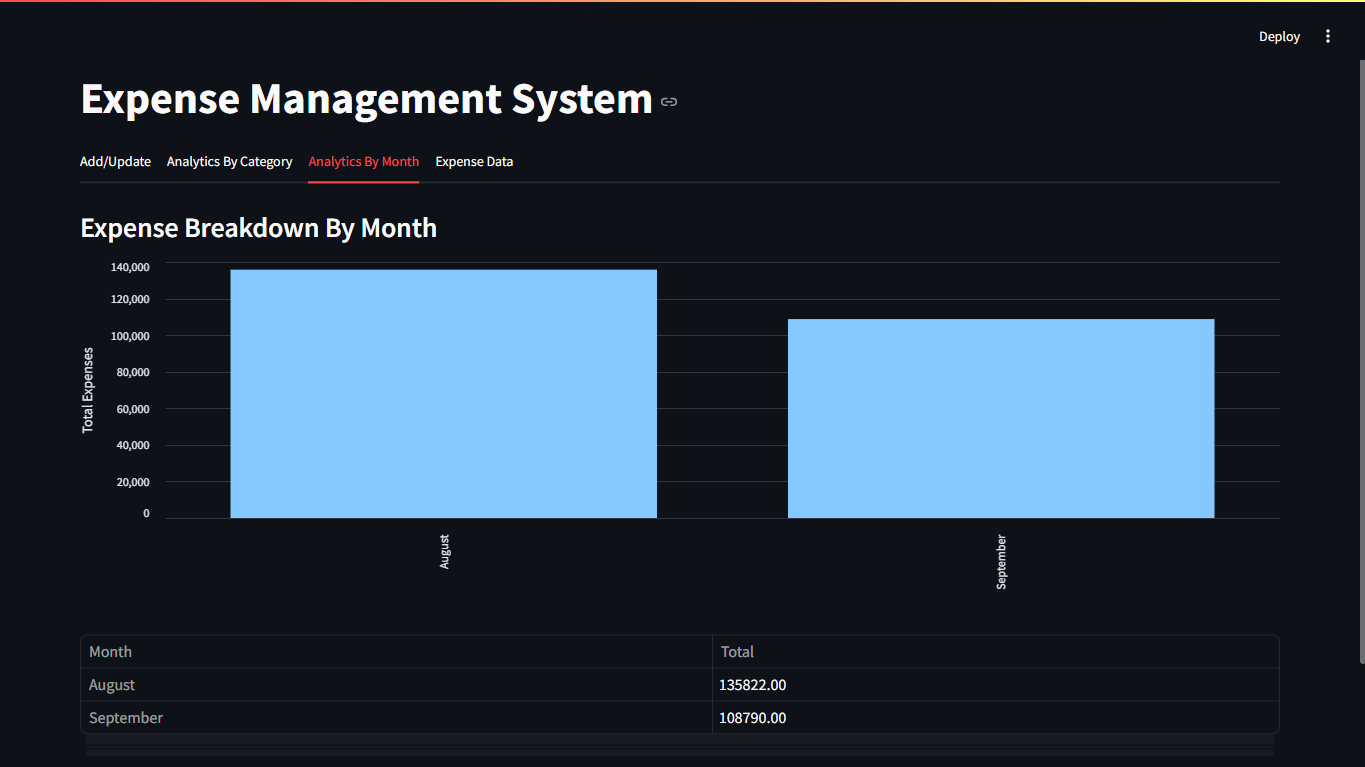 Deploy
Expense Management System
Add/Update Analytics By Category Analytics By Month Expense Data
Expense Breakdown By Month
Total Expenses
140,000
120,000
100,000
80,000
60,000
40,000
20,000
0
August
September
Month Total
August 135822.00
September 108790.00